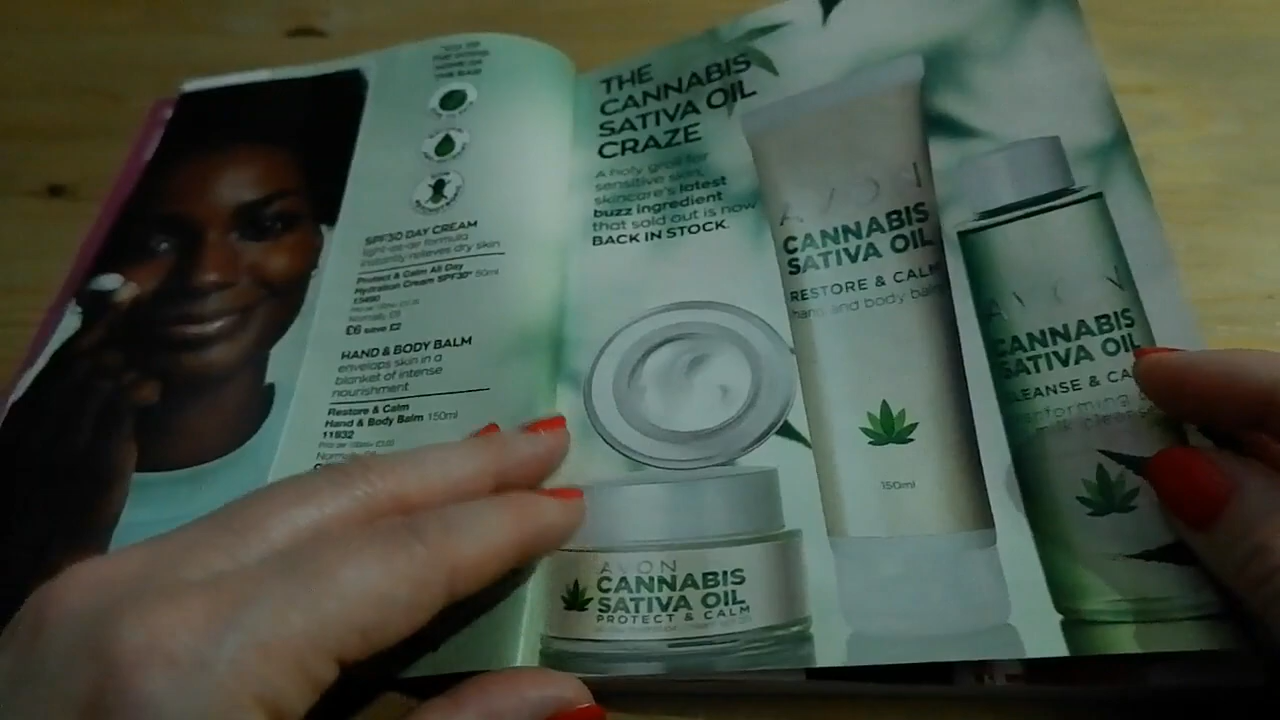 SPF30 DAY CREAM
light-as-air formula
instantly relieves dry skin
Protect & Calm All Day
Hydration Cream SPF30* 50ml
£6 save £2
HAND & BODY BALM
envelops skin in a
blanket of intense
nourishment
Restore & Calm
Hand & Body Balm 150ml
11932
THE
CANNABIS
SATIVA OIL
CRAZE
A holy grail for
sensitive skin,
skincare's latest
buzz ingredient
that sold out is now
BACK IN STOCK.
AVON
CANNABIS
SATIVA OIL
PROTECT & CALM
AVON
CANNABIS
SATIVA OIL
RESTORE & CALM
hand and body balm
150ml
AVON
CANNABIS
SATIVA OIL